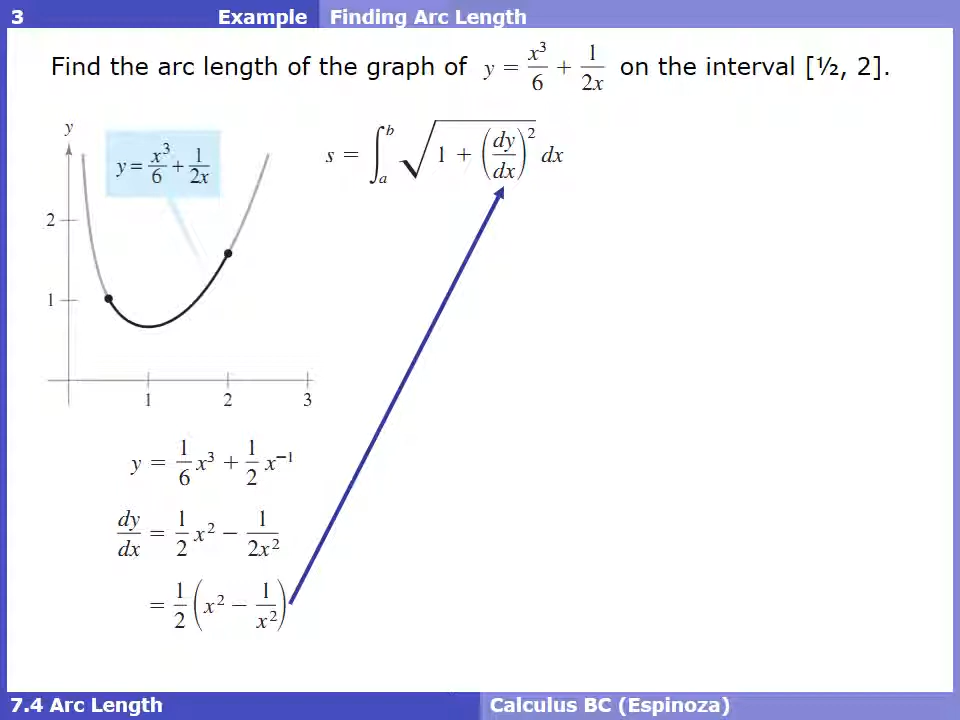 3 Example Finding Arc Length
Find the arc length of the graph of y = x³/6 + 1/(2x) on the interval [½, 2].
s = ∫ₐᵇ √(1 + (dy/dx)²) dx
y
y = x³/6 + 1/(2x)
2
1
1 2 3
y = 1/6 x³ + 1/2 x⁻¹
dy/dx = 1/2 x² − 1/(2x²)
= 1/2 (x² − 1/x²)
7.4 Arc Length Calculus BC (Espinoza)